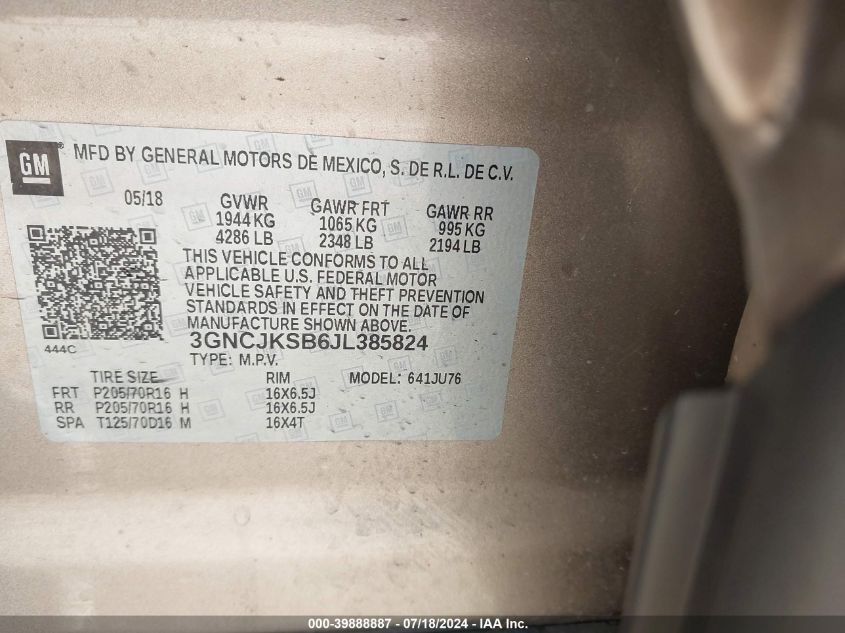 GM
MFD BY GENERAL MOTORS DE MEXICO, S. DE R.L. DE C.V.
05/18 GVWR GAWR FRT GAWR RR
1944 KG 1065 KG 995 KG
4286 LB 2348 LB 2194 LB
THIS VEHICLE CONFORMS TO ALL
APPLICABLE U.S. FEDERAL MOTOR
VEHICLE SAFETY AND THEFT PREVENTION
STANDARDS IN EFFECT ON THE DATE OF
MANUFACTURE SHOWN ABOVE.
444C 3GNCJKSB6JL385824
TYPE: M.P.V.
TIRE SIZE RIM MODEL: 641JU76
FRT P205/70R16 H 16X6.5J
RR P205/70R16 H 16X6.5J
SPA T125/70D16 M 16X4T
000-39888887 - 07/18/2024 - IAA Inc.